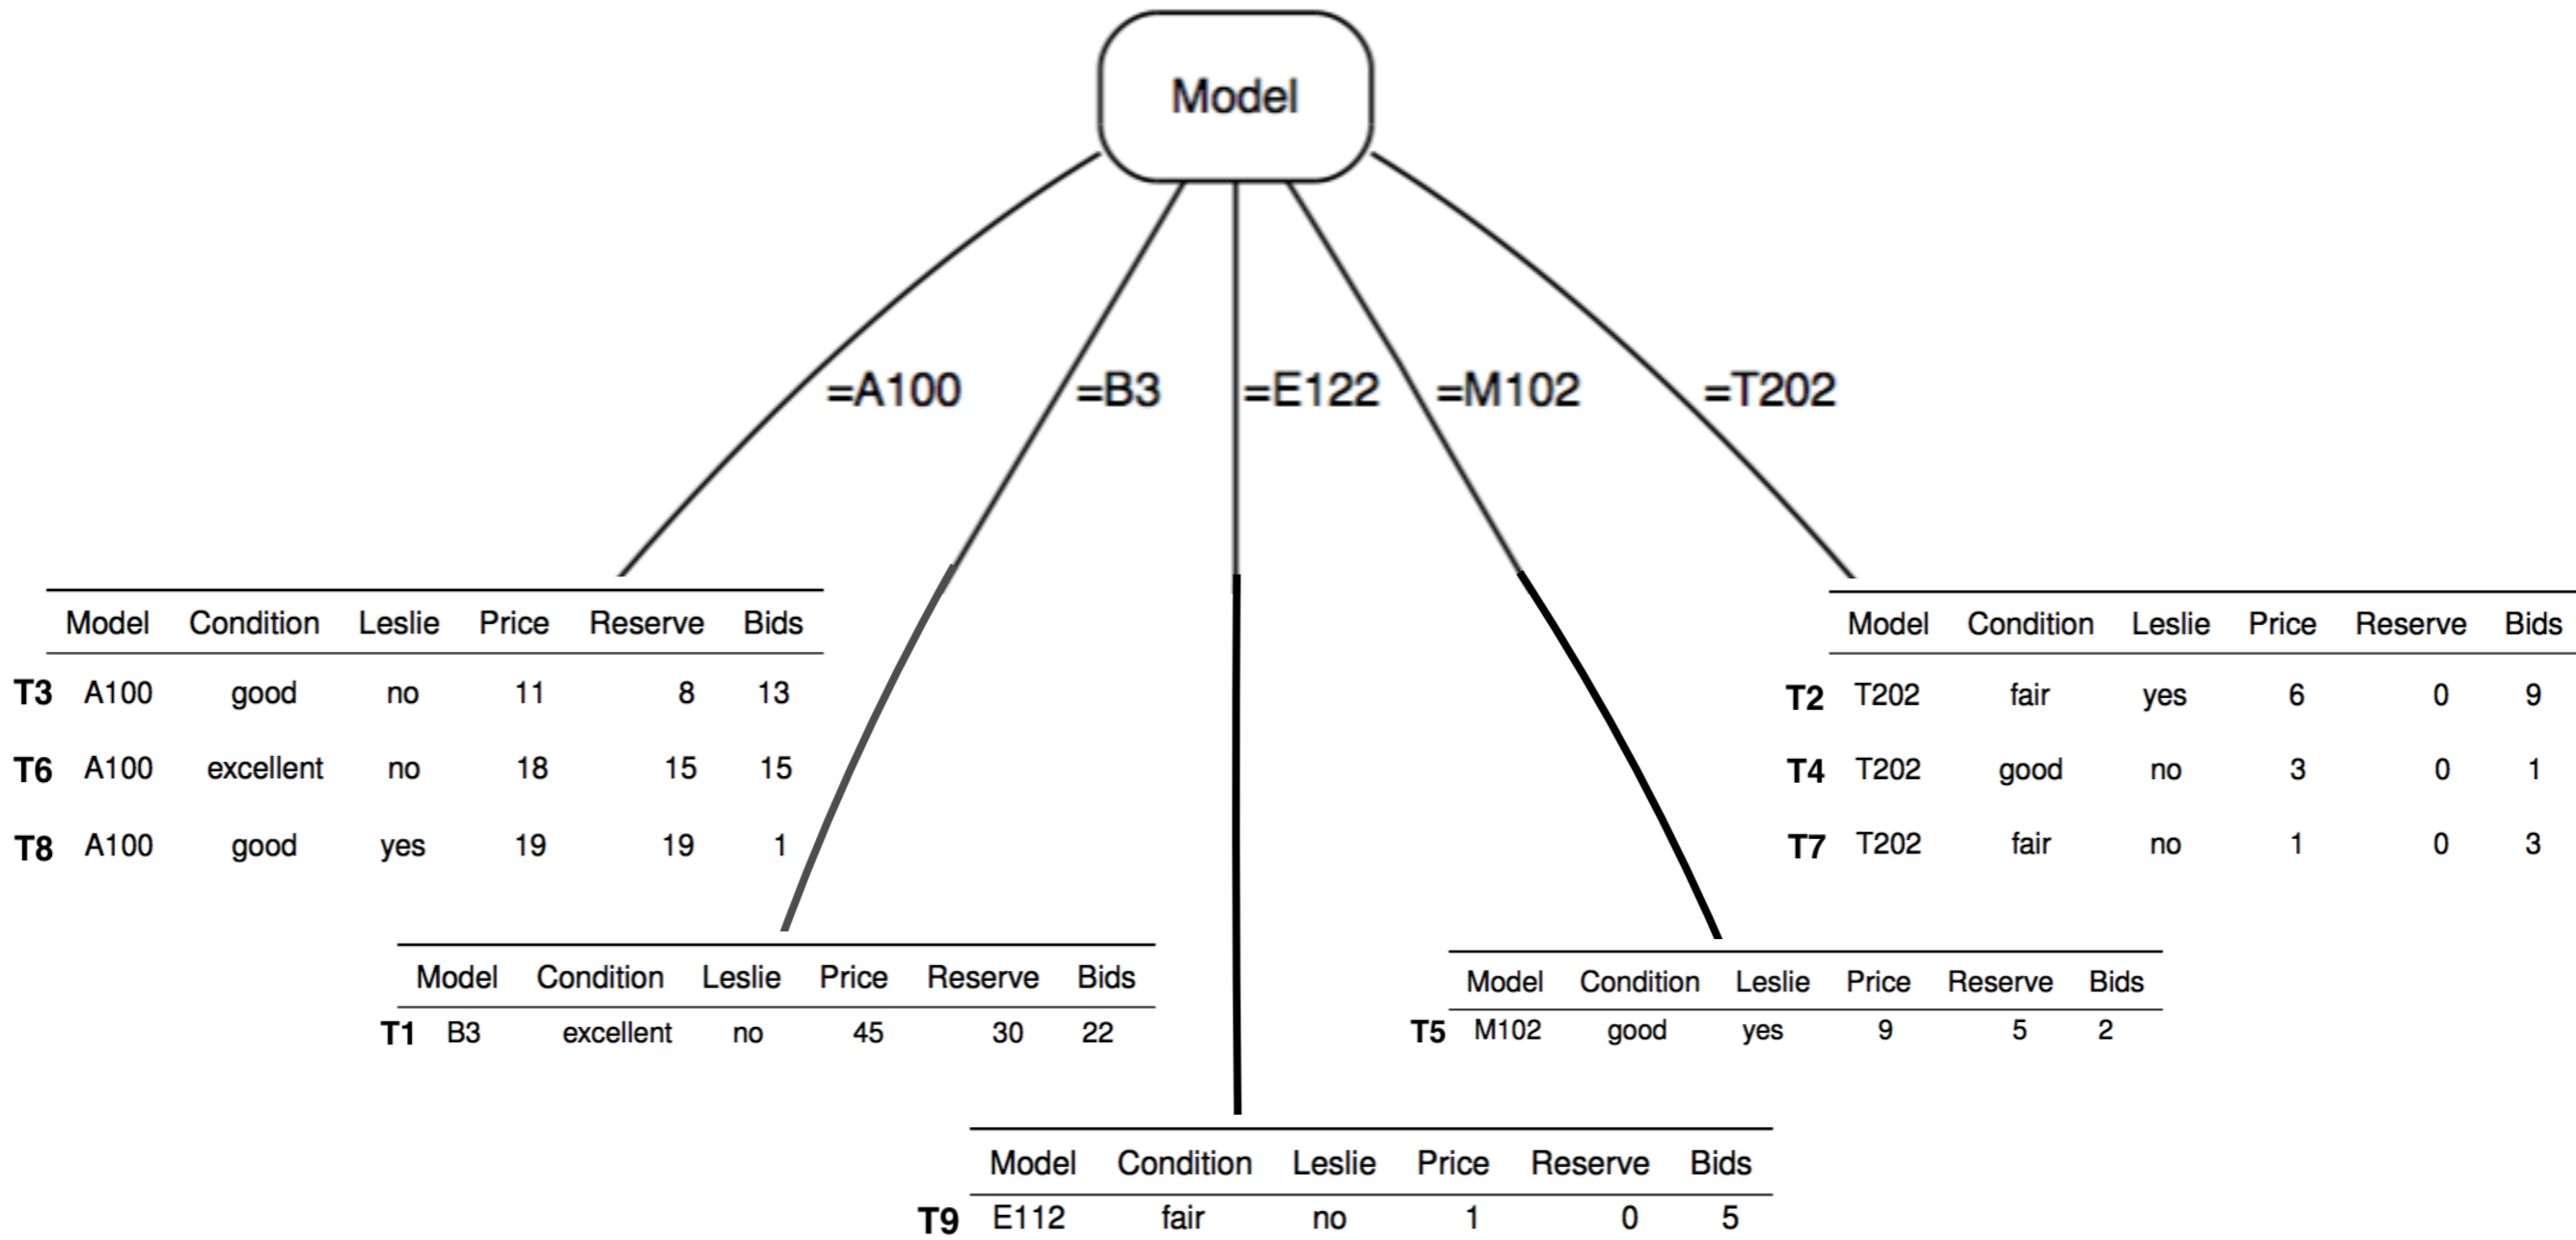 Model
=A100 =B3 =E122 =M102 =T202
Model Condition Leslie Price Reserve Bids
T3 A100 good no 11 8 13
T6 A100 excellent no 18 15 15
T8 A100 good yes 19 19 1
Model Condition Leslie Price Reserve Bids
T2 T202 fair yes 6 0 9
T4 T202 good no 3 0 1
T7 T202 fair no 1 0 3
Model Condition Leslie Price Reserve Bids
T1 B3 excellent no 45 30 22
Model Condition Leslie Price Reserve Bids
T5 M102 good yes 9 5 2
Model Condition Leslie Price Reserve Bids
T9 E112 fair no 1 0 5